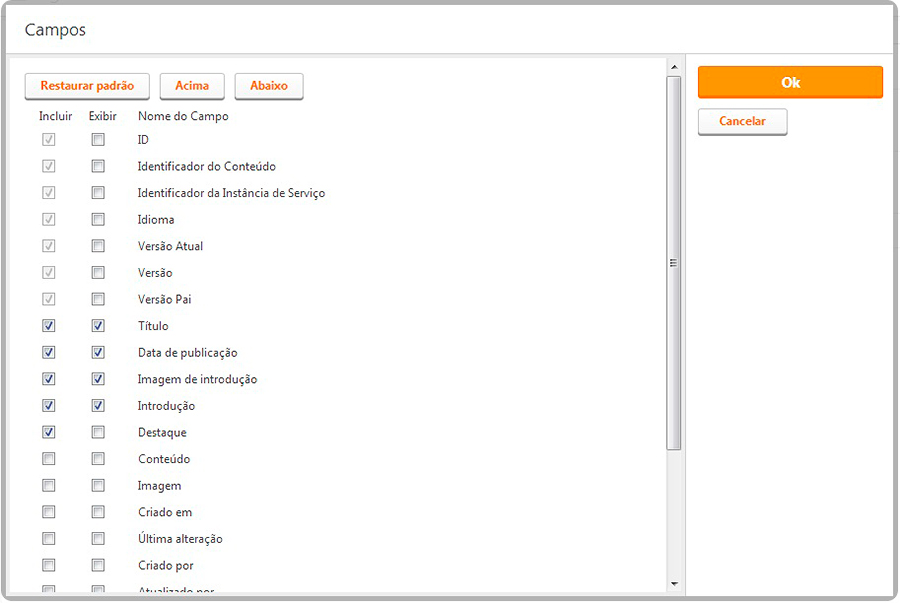 Campos
Restaurar padrão Acima Abaixo
Ok
Cancelar
Incluir Exibir Nome do Campo
ID
Identificador do Conteúdo
Identificador da Instância de Serviço
Idioma
Versão Atual
Versão
Versão Pai
Título
Data de publicação
Imagem de introdução
Introdução
Destaque
Conteúdo
Imagem
Criado em
Última alteração
Criado por
Atualizado por